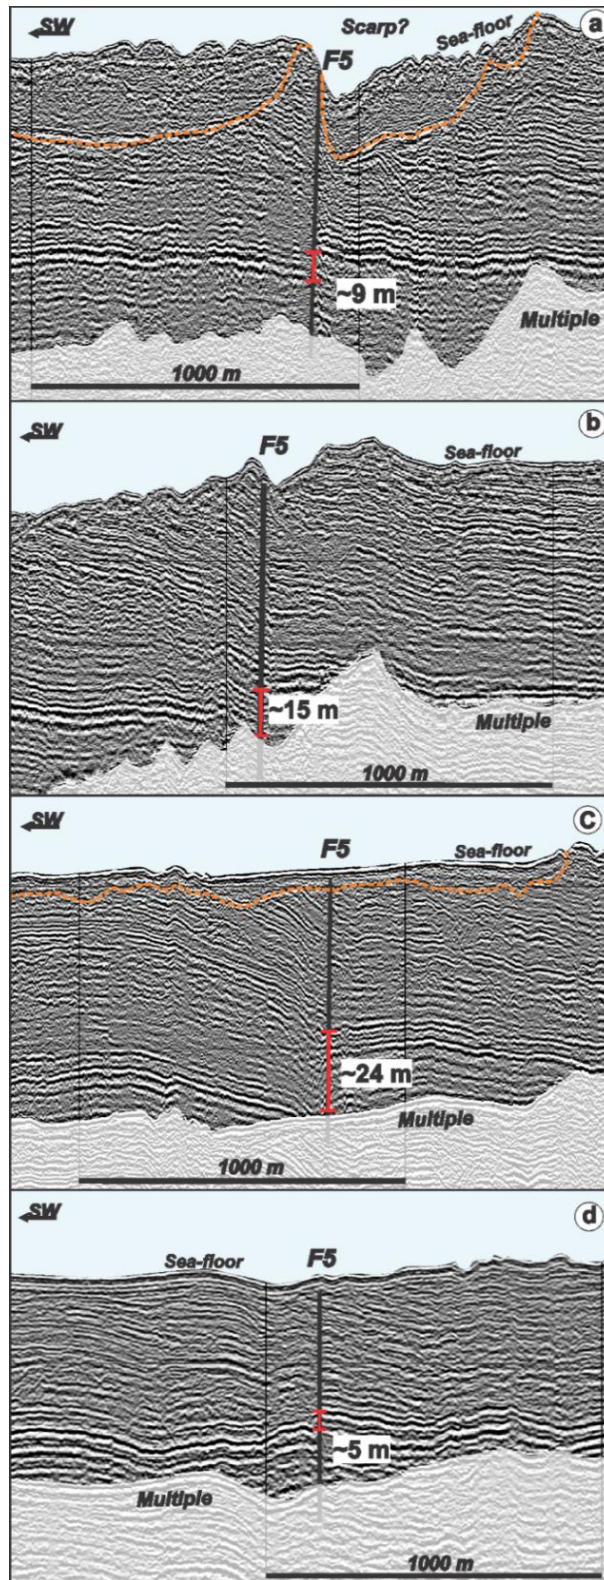 SW
Scarp?
Sea-floor
a
F5
~9 m
Multiple
1000 m
SW
F5
Sea-floor
b
~15 m
Multiple
1000 m
SW
F5
Sea-floor
C
~24 m
Multiple
1000 m
SW
Sea-floor
F5
d
~5 m
Multiple
1000 m